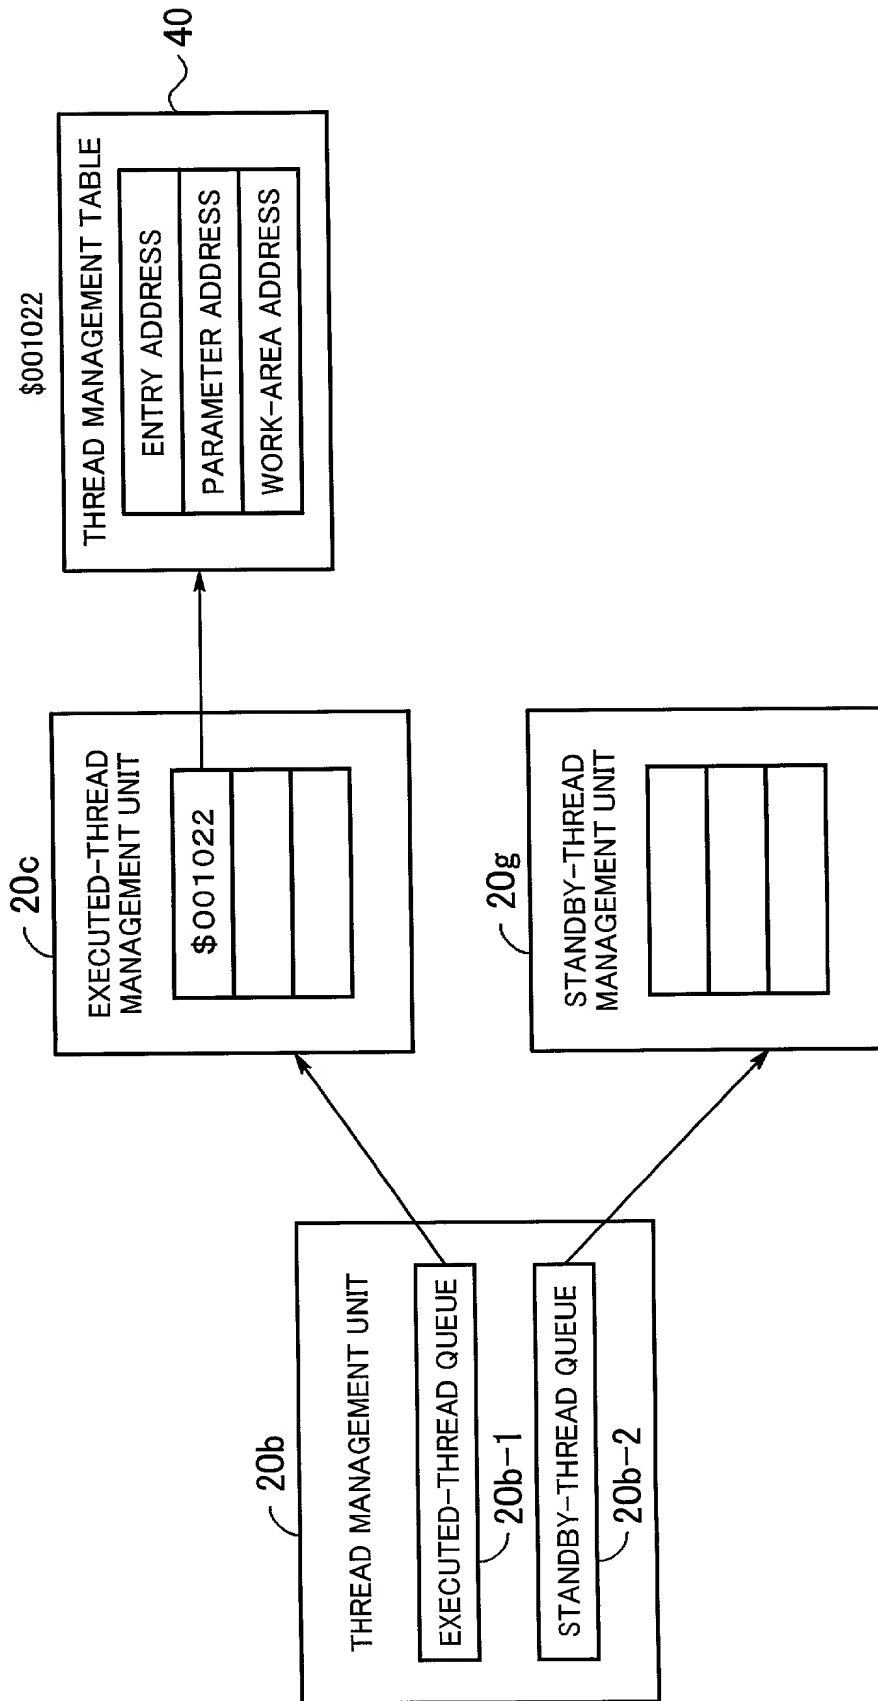 20b
THREAD MANAGEMENT UNIT
EXECUTED-THREAD QUEUE
20b-1
STANDBY-THREAD QUEUE
20b-2
20c
EXECUTED-THREAD
MANAGEMENT UNIT
$001022
20g
STANDBY-THREAD
MANAGEMENT UNIT
$001022
THREAD MANAGEMENT TABLE
ENTRY ADDRESS
PARAMETER ADDRESS
WORK-AREA ADDRESS
40